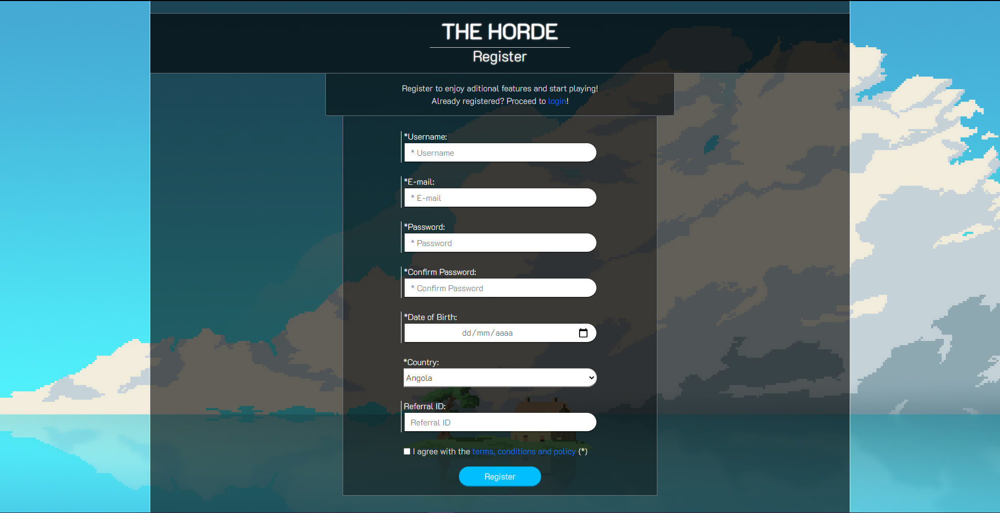 THE HORDE
Register
Register to enjoy aditional features and start playing!
Already registered? Proceed to login!
*Username:
* Username
*E-mail:
* E-mail
*Password:
* Password
*Confirm Password:
* Confirm Password
*Date of Birth:
dd/mm/aaaa
*Country:
Angola
Referral ID:
Referral ID
I agree with the terms, conditions and policy (*)
Register